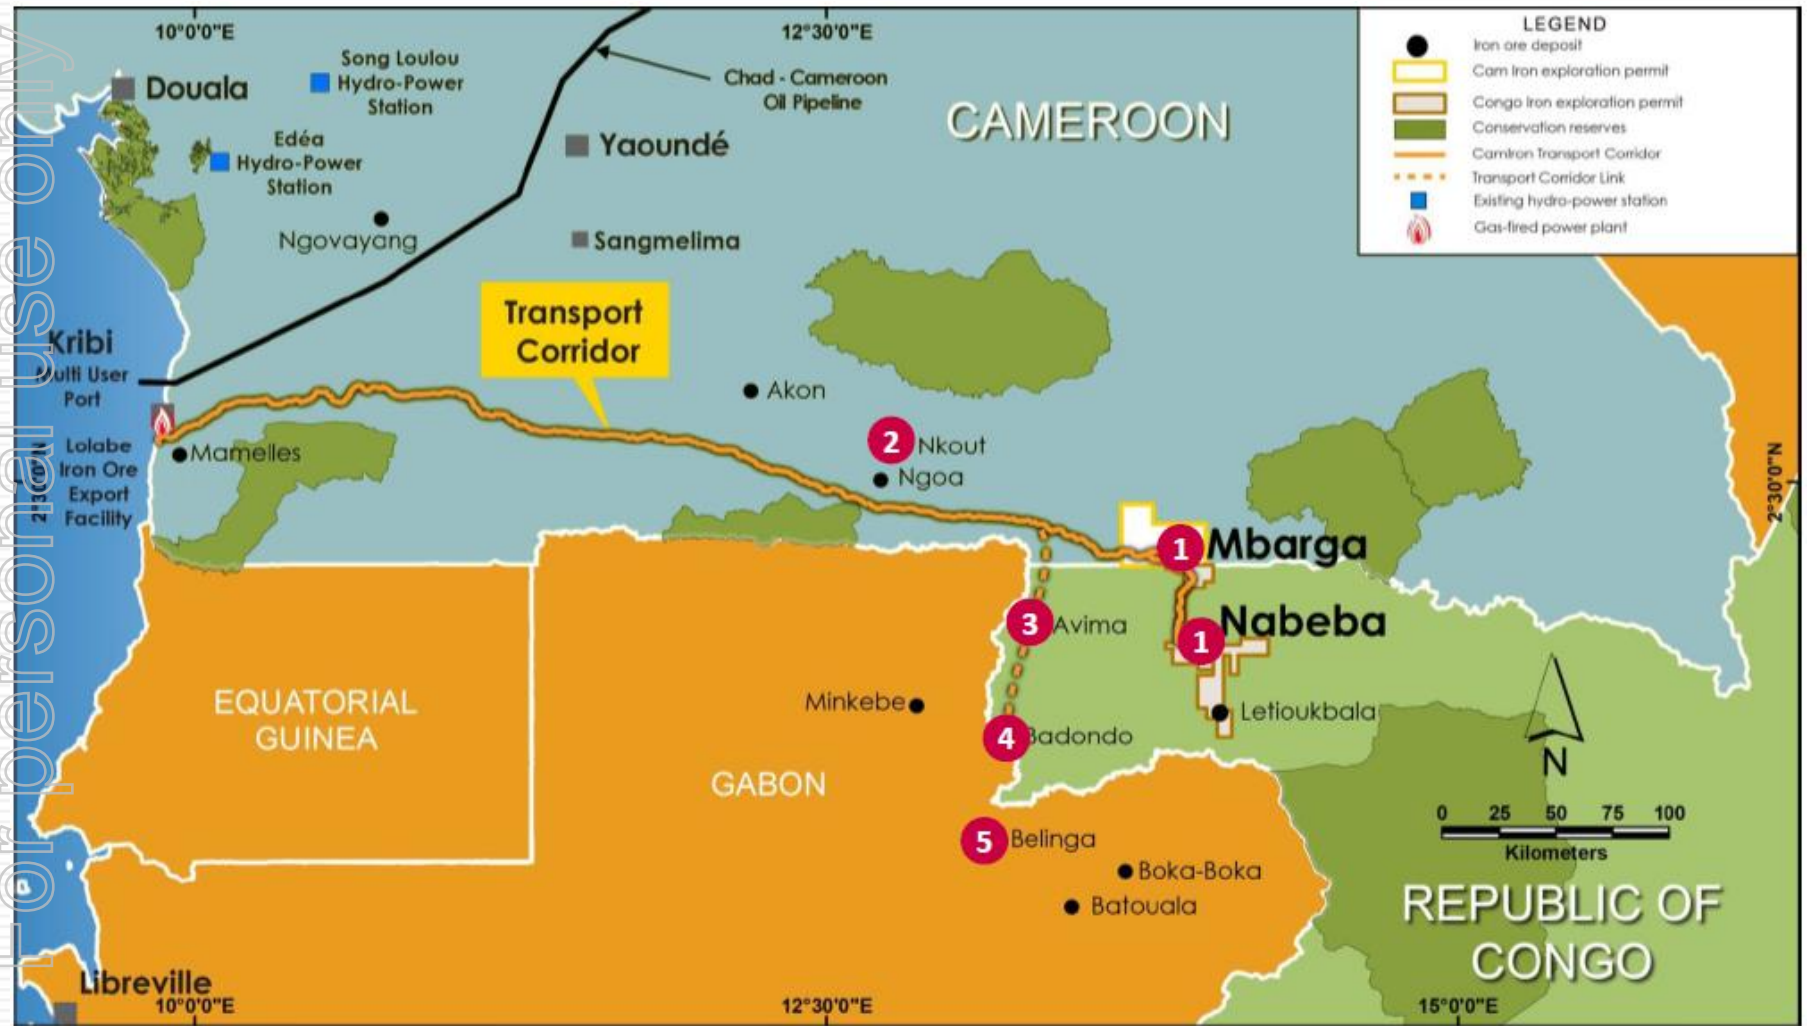 For personal use only
10°0'0"E
12°30'0"E
LEGEND
Iron ore deposit
Cam Iron exploration permit
Congo Iron exploration permit
Conservation reserves
CamIron Transport Corridor
Transport Corridor Link
Existing hydro-power station
Gas-fired power plant
Song Loulou
Hydro-Power
Station
Douala
Chad - Cameroon
Oil Pipeline
CAMEROON
Edéa
Hydro-Power
Station
Yaoundé
Ngovayang
Sangmelima
Transport
Corridor
Kribi
Multi User
Port
Akon
2 Nkout
Ngoa
Mamelles
Lolabe
Iron Ore
Export
Facility
2°30'0"N
2°30'0"N
1 Mbarga
1 Nabeba
3 Avima
Minkebe
Letioukbala
4 Badondo
EQUATORIAL
GUINEA
GABON
N
0 25 50 75 100
Kilometers
5 Belinga
Boka-Boka
Batouala
REPUBLIC OF
CONGO
Libreville
10°0'0"E
12°30'0"E
15°0'0"E